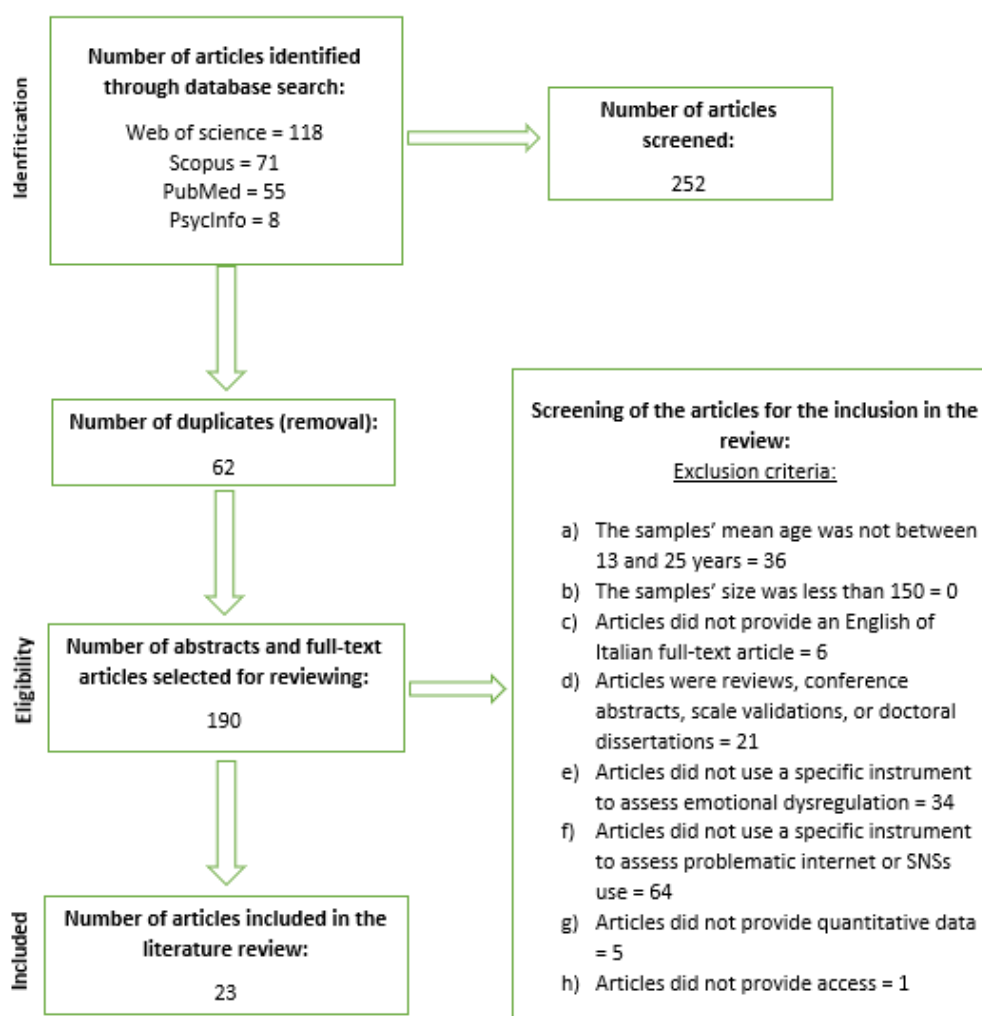 Idenfitication
Number of articles identified
through database search:
Web of science = 118
Scopus = 71
PubMed = 55
PsycInfo = 8
Number of articles
screened:
252
Number of duplicates (removal):
62
Eligibility
Number of abstracts and full-text
articles selected for reviewing:
190
Screening of the articles for the inclusion in the
review:
Exclusion criteria:
a) The samples’ mean age was not between
13 and 25 years = 36
b) The samples’ size was less than 150 = 0
c) Articles did not provide an English of
Italian full-text article = 6
d) Articles were reviews, conference
abstracts, scale validations, or doctoral
dissertations = 21
e) Articles did not use a specific instrument
to assess emotional dysregulation = 34
f) Articles did not use a specific instrument
to assess problematic internet or SNSs
use = 64
g) Articles did not provide quantitative data
= 5
h) Articles did not provide access = 1
Included
Number of articles included in the
literature review:
23